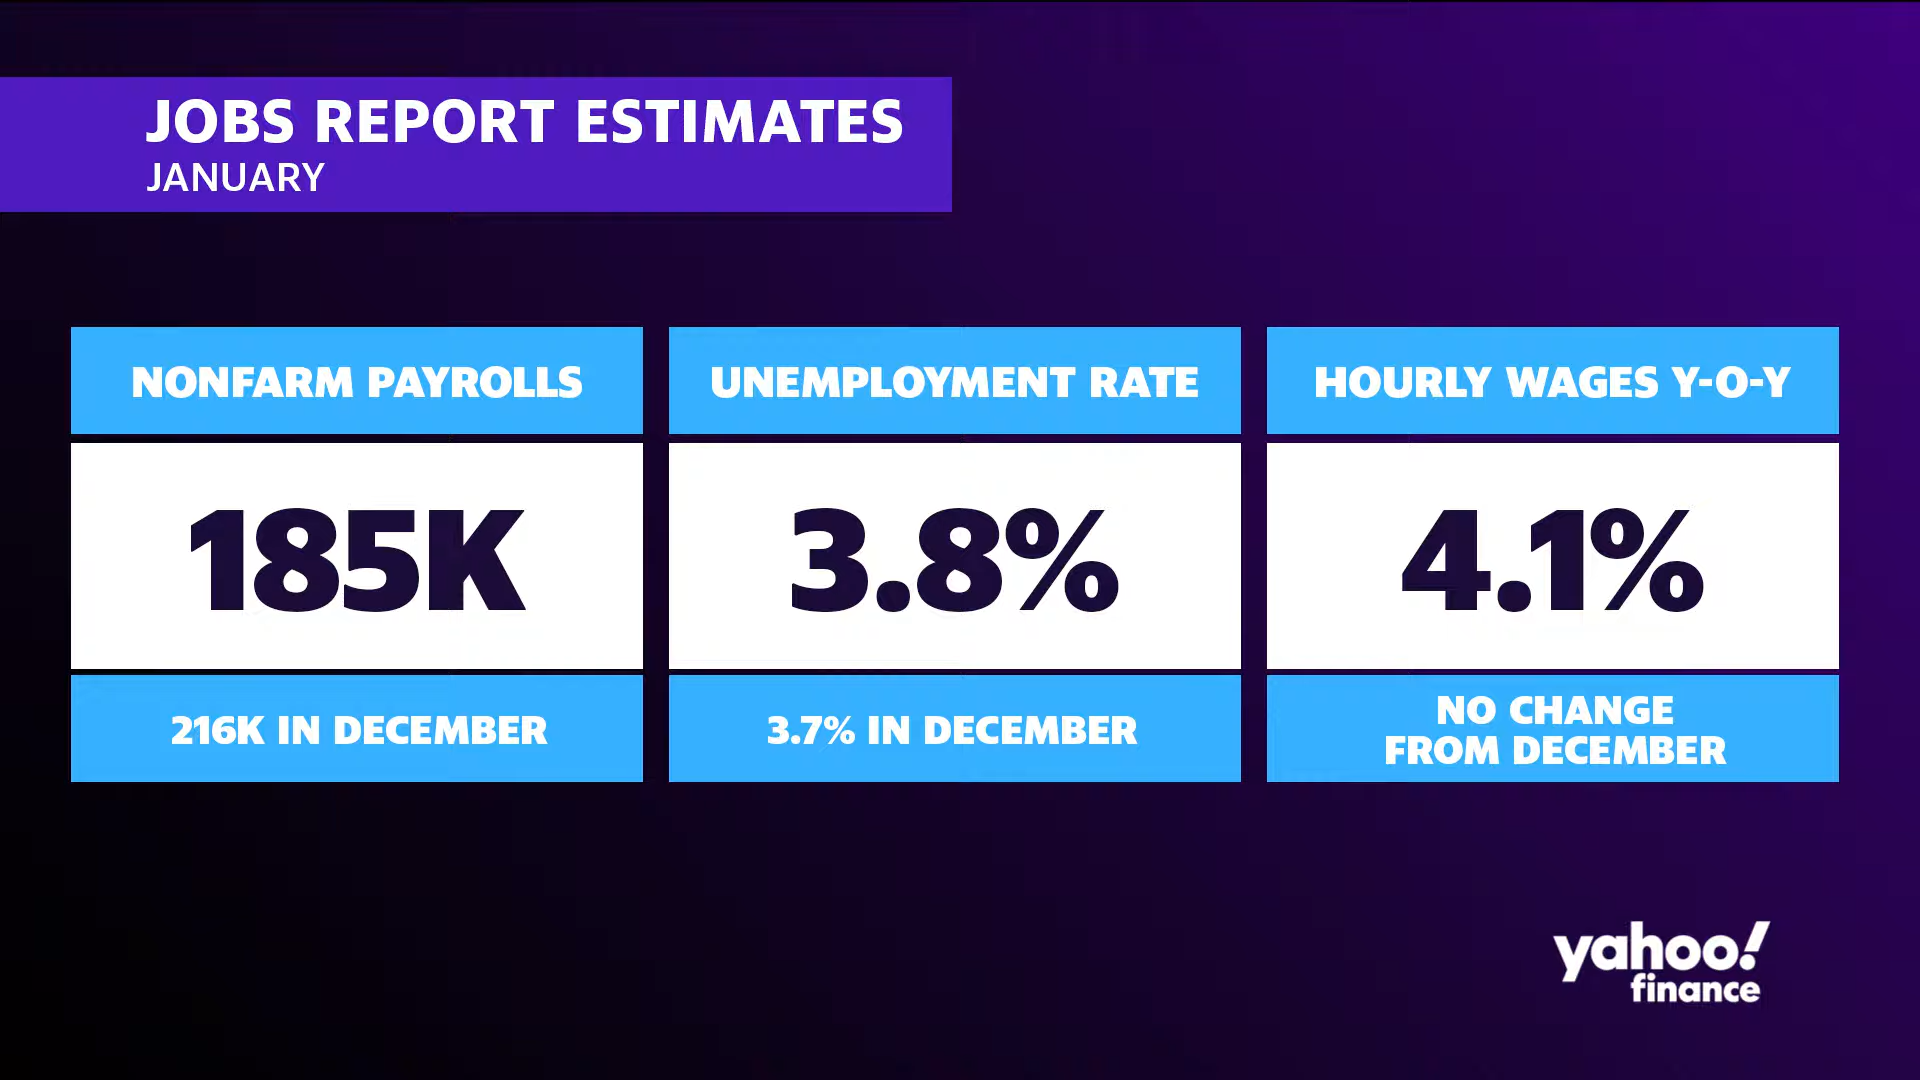 JOBS REPORT ESTIMATES
JANUARY
NONFARM PAYROLLS
185K
216K IN DECEMBER
UNEMPLOYMENT RATE
3.8%
3.7% IN DECEMBER
HOURLY WAGES Y-O-Y
4.1%
NO CHANGE
FROM DECEMBER
yahoo!
finance